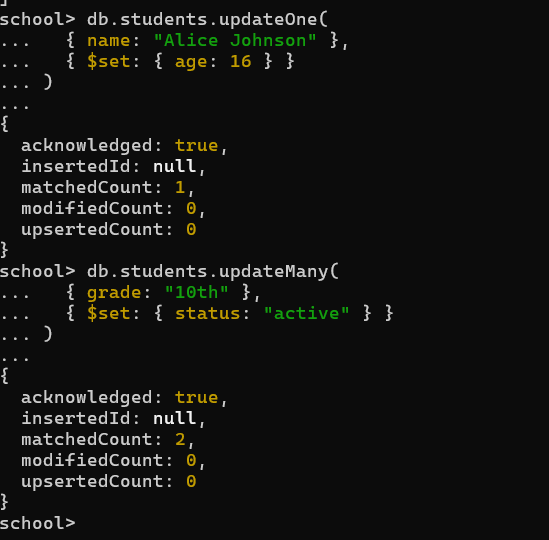 ]
school> db.students.updateOne(
...   { name: "Alice Johnson" },
...   { $set: { age: 16 } }
... )
...
{
  acknowledged: true,
  insertedId: null,
  matchedCount: 1,
  modifiedCount: 0,
  upsertedCount: 0
}
school> db.students.updateMany(
...   { grade: "10th" },
...   { $set: { status: "active" } }
... )
...
{
  acknowledged: true,
  insertedId: null,
  matchedCount: 2,
  modifiedCount: 0,
  upsertedCount: 0
}
school>